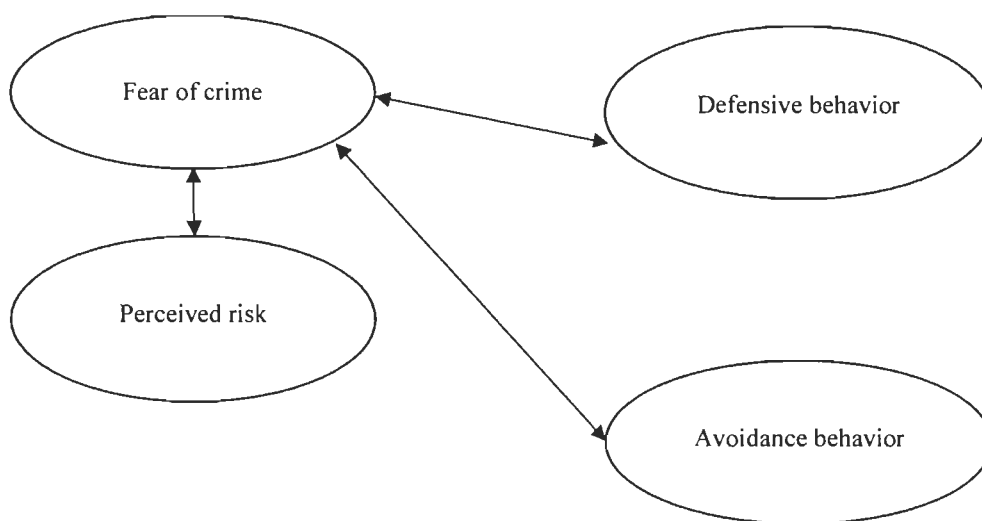 Fear of crime
Defensive behavior
Perceived risk
Avoidance behavior